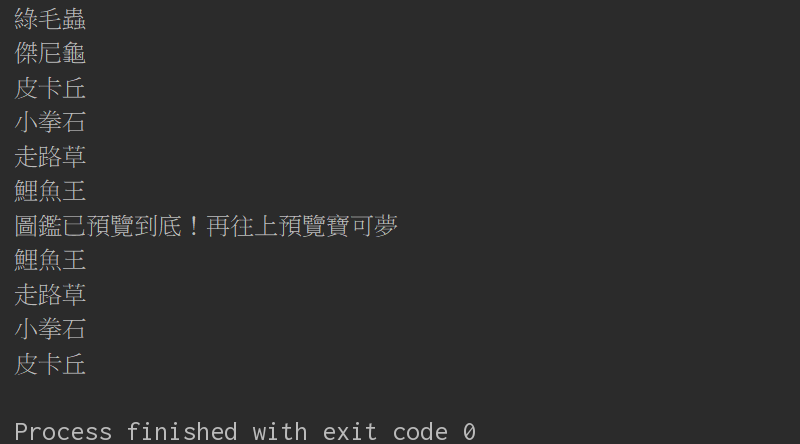 綠毛蟲
傑尼龜
皮卡丘
小拳石
走路草
鯉魚王
圖鑑已預覽到底！再往上預覽寶可夢
鯉魚王
走路草
小拳石
皮卡丘
Process finished with exit code 0